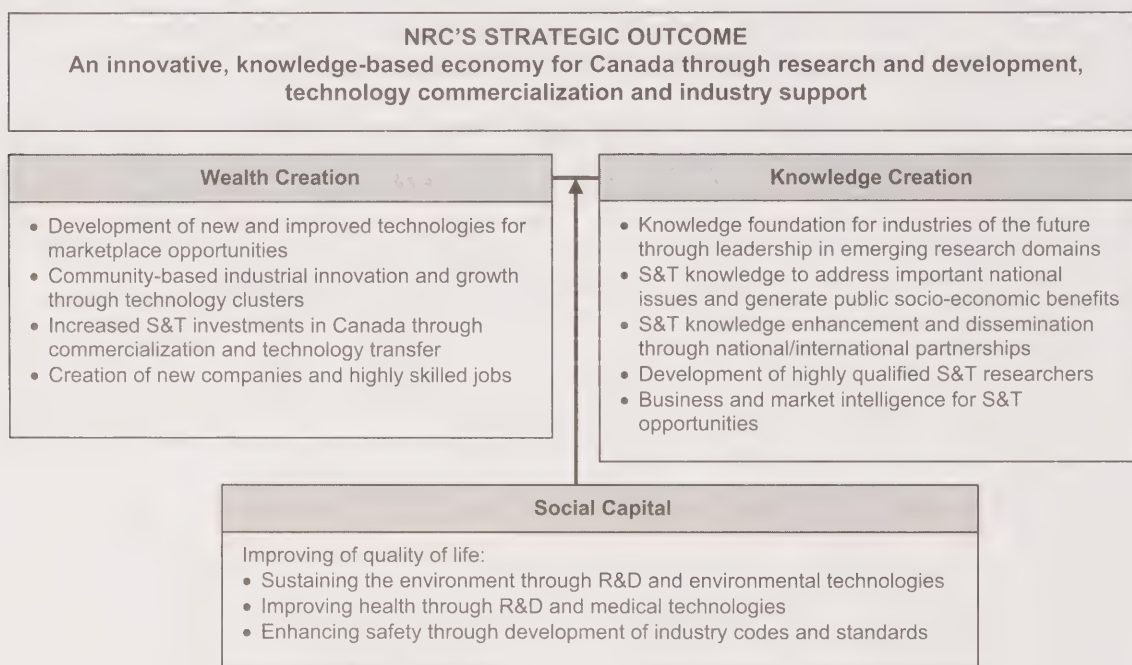 NRC'S STRATEGIC OUTCOME
An innovative, knowledge-based economy for Canada through research and development,
technology commercialization and industry support
Wealth Creation
• Development of new and improved technologies for
marketplace opportunities
• Community-based industrial innovation and growth
through technology clusters
• Increased S&T investments in Canada through
commercialization and technology transfer
• Creation of new companies and highly skilled jobs
Knowledge Creation
• Knowledge foundation for industries of the future
through leadership in emerging research domains
• S&T knowledge to address important national
issues and generate public socio-economic benefits
• S&T knowledge enhancement and dissemination
through national/international partnerships
• Development of highly qualified S&T researchers
• Business and market intelligence for S&T
opportunities
Social Capital
Improving of quality of life:
• Sustaining the environment through R&D and environmental technologies
• Improving health through R&D and medical technologies
• Enhancing safety through development of industry codes and standards